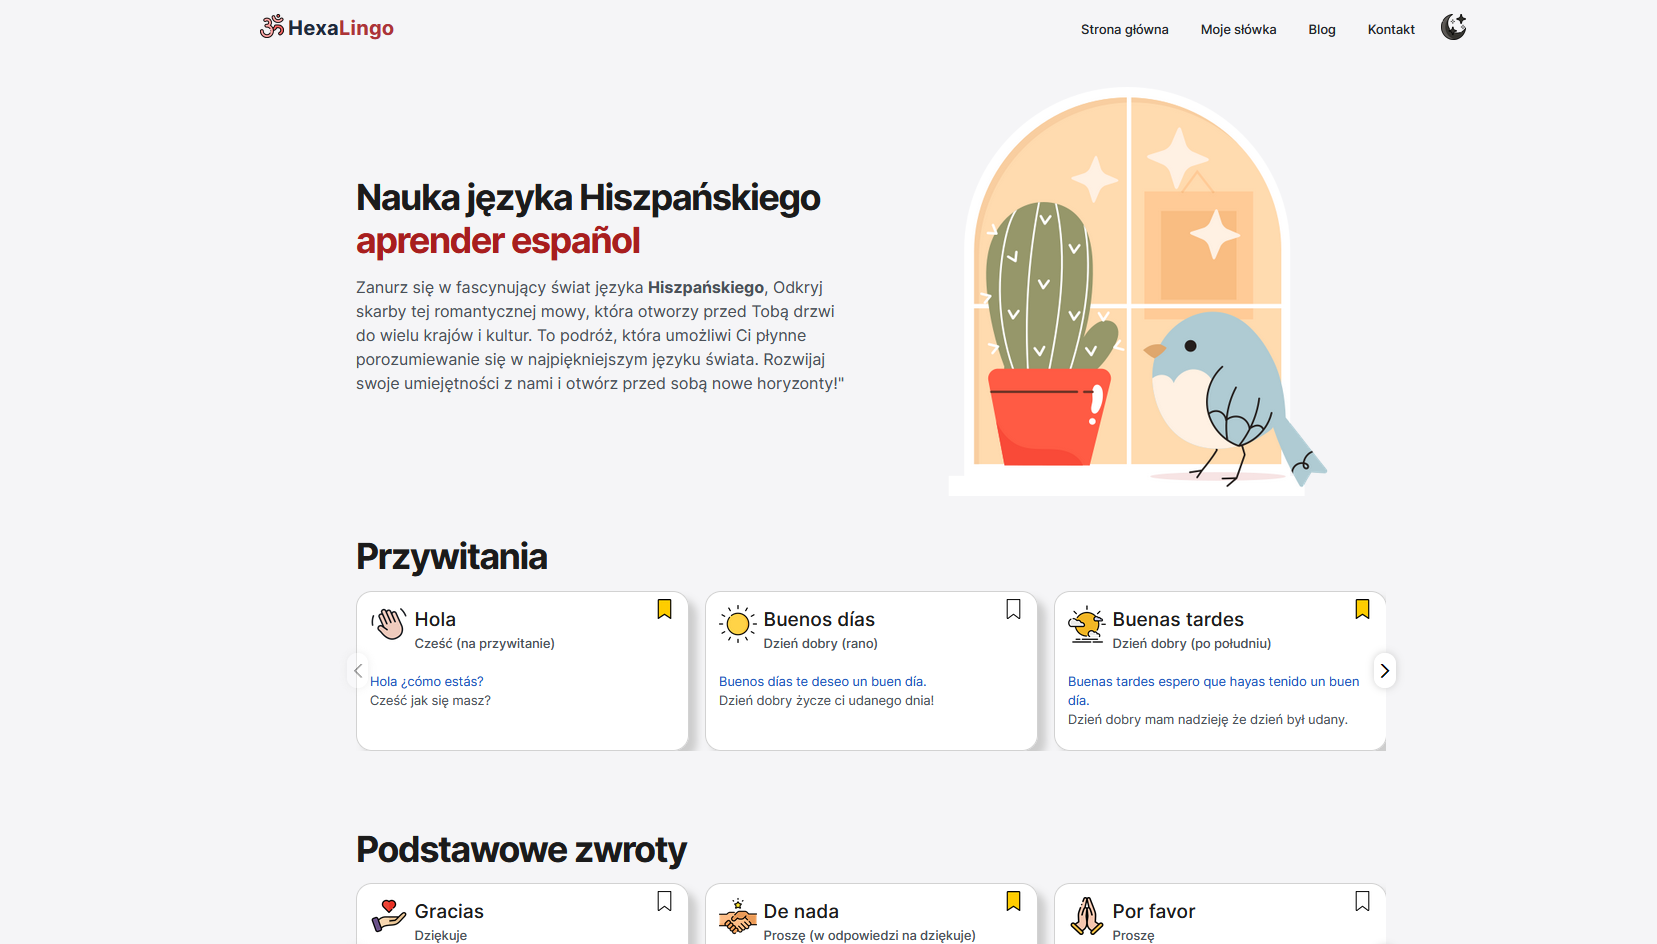 HexaLingo
Strona główna
Moje słówka
Blog
Kontakt
Nauka języka Hiszpańskiego
aprender español
Zanurz się w fascynujący świat języka Hiszpańskiego, Odkryj
skarby tej romantycznej mowy, która otworzy przed Tobą drzwi
do wielu krajów i kultur. To podróż, która umożliwi Ci płynne
porozumiewanie się w najpiękniejszym języku świata. Rozwijaj
swoje umiejętności z nami i otwórz przed sobą nowe horyzonty!"
Przywitania
Hola
Cześć (na przywitanie)
Hola ¿cómo estás?
Cześć jak się masz?
Buenos días
Dzień dobry (rano)
Buenos días te deseo un buen día.
Dzień dobry życze ci udanego dnia!
Buenas tardes
Dzień dobry (po południu)
Buenas tardes espero que hayas tenido un buen
día.
Dzień dobry mam nadzieję że dzień był udany.
Podstawowe zwroty
Gracias
Dziękuje
De nada
Proszę (w odpowiedzi na dziękuje)
Por favor
Proszę